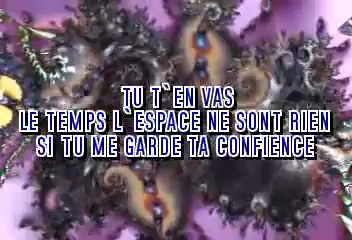 TU T`EN VAS
LE TEMPS L`ESPACE NE SONT RIEN
SI TU ME GARDE TA CONFIENCE